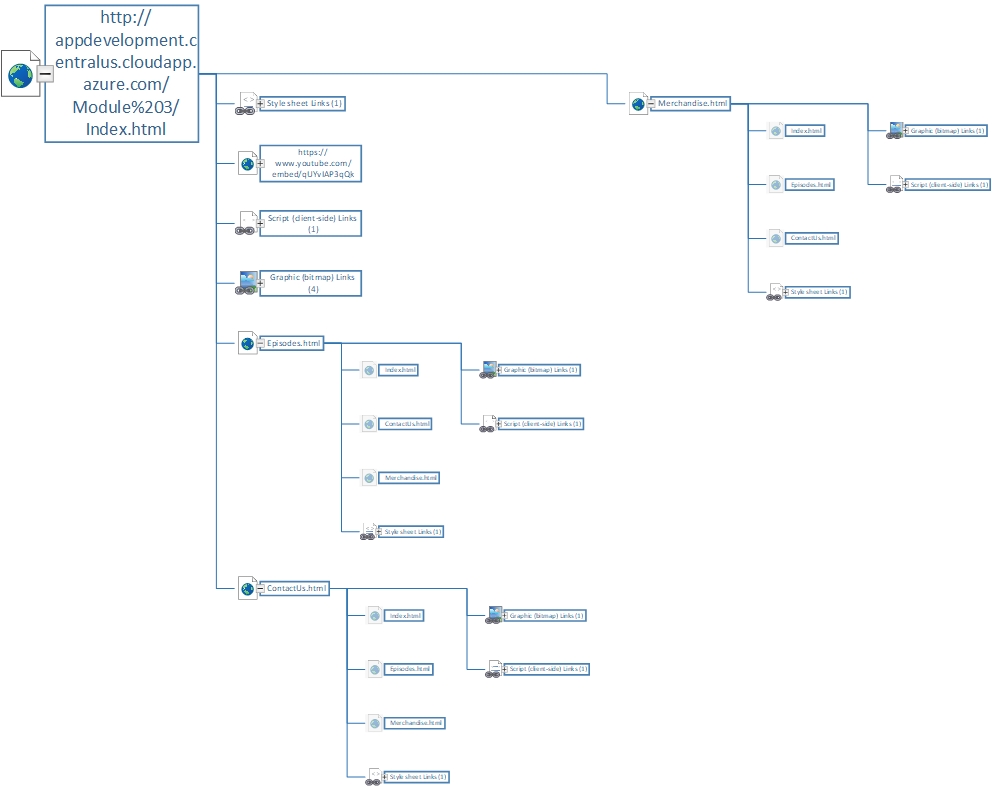 http://
appdevelopment.c
entralus.cloudapp.
azure.com/
Module%203/
Index.html
Style sheet Links (1)
https://
www.youtube.com/
embed/qUYvIAP3qQk
Script (client-side) Links
(1)
Graphic (bitmap) Links
(4)
Episodes.html
Index.html
ContactUs.html
Merchandise.html
Style sheet Links (1)
Graphic (bitmap) Links (1)
Script (client-side) Links (1)
ContactUs.html
Index.html
Episodes.html
Merchandise.html
Style sheet Links (1)
Graphic (bitmap) Links (1)
Script (client-side) Links (1)
Merchandise.html
Index.html
Episodes.html
ContactUs.html
Style sheet Links (1)
Graphic (bitmap) Links (1)
Script (client-side) Links (1)